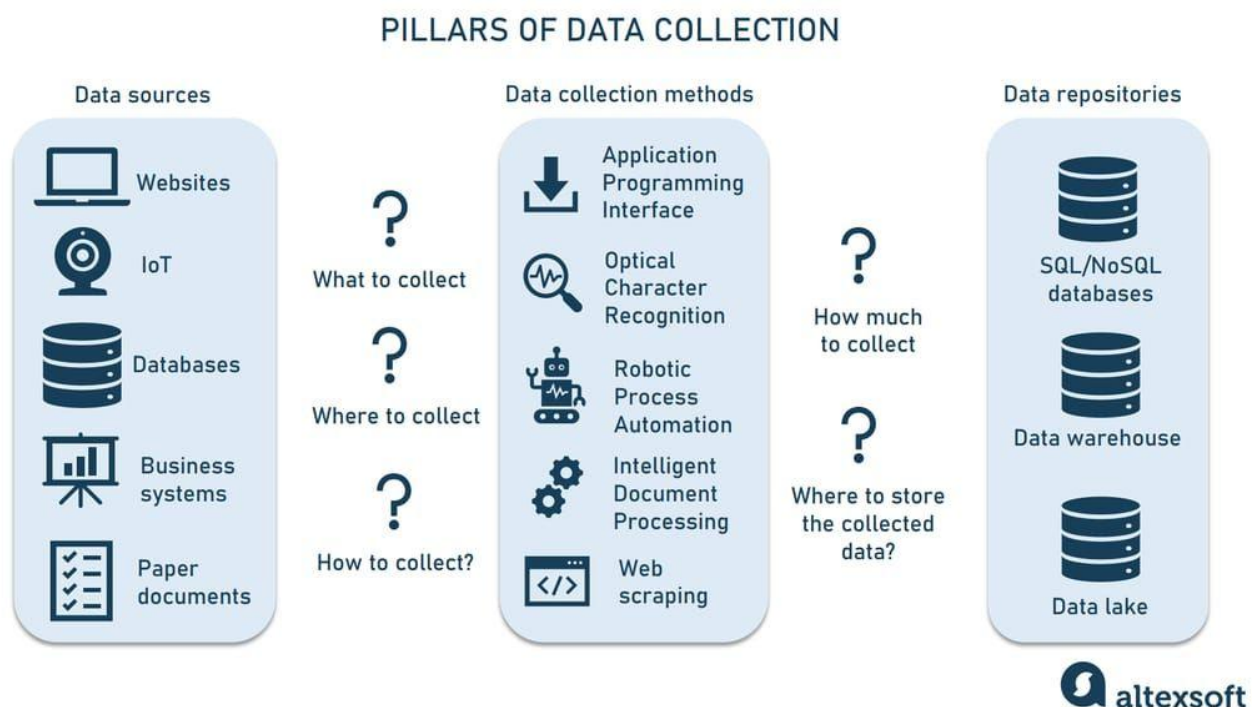 PILLARS OF DATA COLLECTION
Data sources
Websites
IoT
Databases
Business
systems
Paper
documents
What to collect
Where to collect
How to collect?
Data collection methods
Application
Programming
Interface
Optical
Character
Recognition
Robotic
Process
Automation
Intelligent
Document
Processing
Web
scraping
How much
to collect
Where to store
the collected
data?
Data repositories
SQL/NoSQL
databases
Data warehouse
Data lake
altexsoft